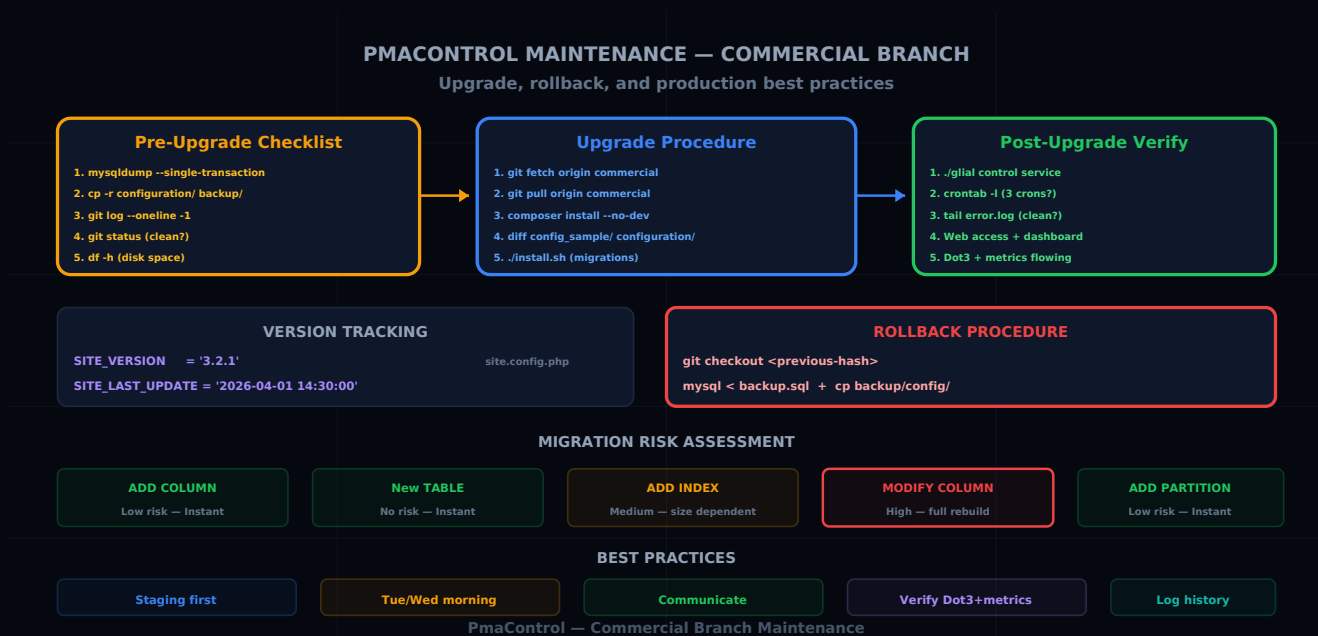 PMACONTROL MAINTENANCE — COMMERCIAL BRANCH
Upgrade, rollback, and production best practices
Pre-Upgrade Checklist
1. mysqldump --single-transaction
2. cp -r configuration/ backup/
3. git log --oneline -1
4. git status (clean?)
5. df -h (disk space)
Upgrade Procedure
1. git fetch origin commercial
2. git pull origin commercial
3. composer install --no-dev
4. diff config_sample/ configuration/
5. ./install.sh (migrations)
Post-Upgrade Verify
1. ./glial control service
2. crontab -l (3 crons?)
3. tail error.log (clean?)
4. Web access + dashboard
5. Dot3 + metrics flowing
VERSION TRACKING
SITE_VERSION = '3.2.1' site.config.php
SITE_LAST_UPDATE = '2026-04-01 14:30:00'
ROLLBACK PROCEDURE
git checkout <previous-hash>
mysql < backup.sql + cp backup/config/
MIGRATION RISK ASSESSMENT
ADD COLUMN
Low risk — Instant
New TABLE
No risk — Instant
ADD INDEX
Medium — size dependent
MODIFY COLUMN
High — full rebuild
ADD PARTITION
Low risk — Instant
BEST PRACTICES
Staging first
Tue/Wed morning
Communicate
Verify Dot3+metrics
Log history
PmaControl — Commercial Branch Maintenance